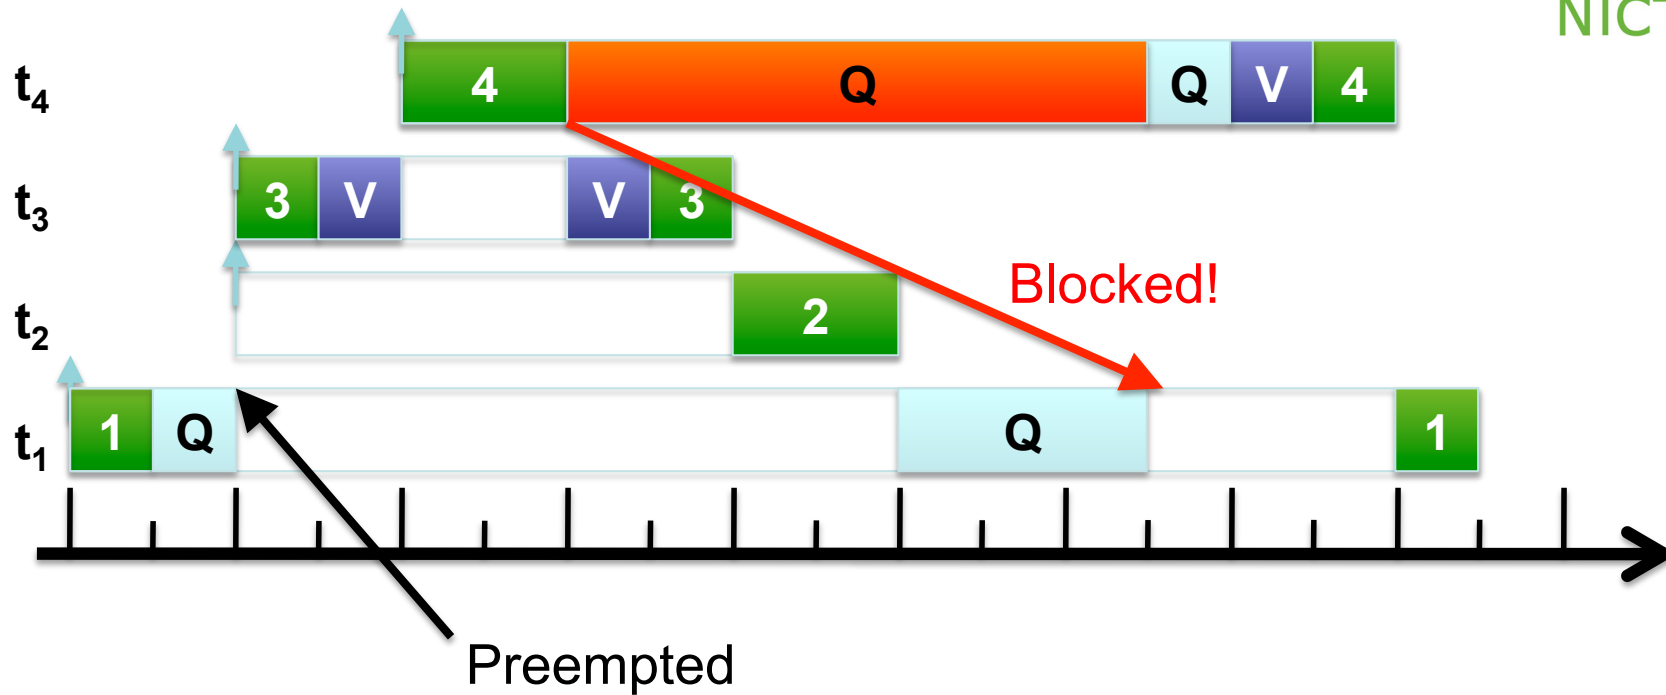 NIC
t4 4 Q Q V 4
t3 3 V V 3
Blocked!
t2 2
t1 1 Q Q 1
Preempted